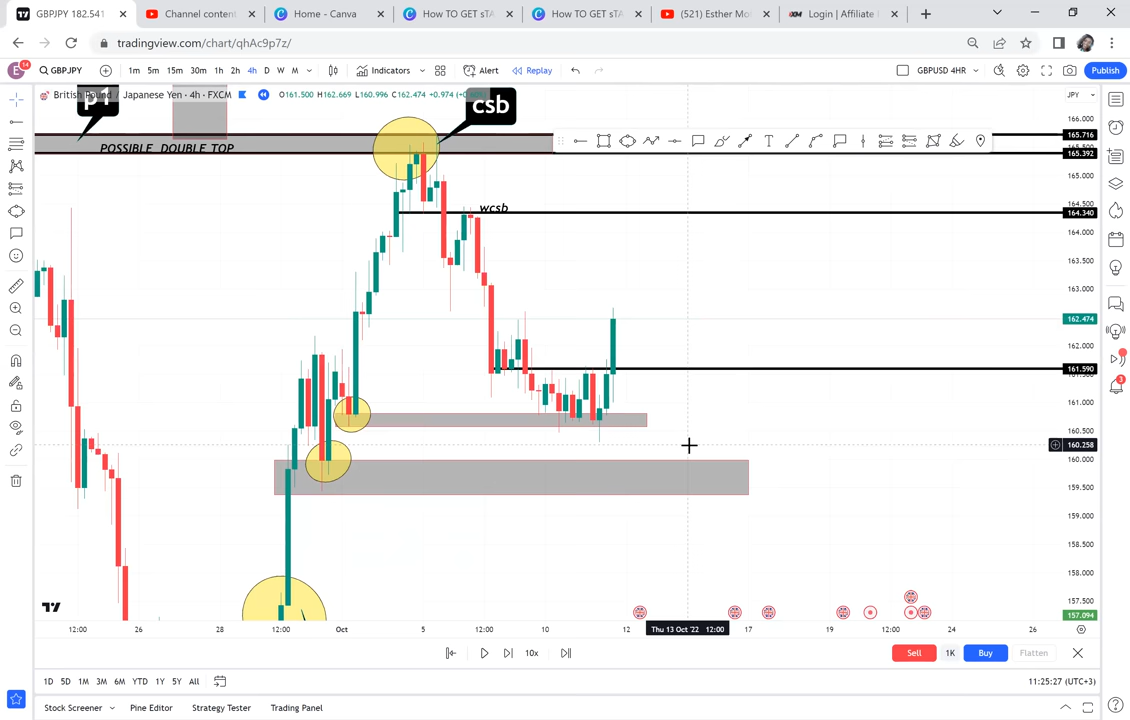 GBPJPY 182.541
Channel content
Home - Canva
How TO GET sTA
How TO GET sTA
(521) Esther Mo
Login | Affiliate
tradingview.com/chart/qhAc9p7z/
E
14
GBPJPY
1m 5m 15m 30m 1h 2h 4h D W M
Indicators
Alert
Replay
GBPUSD 4HR
Publish
British Pound / Japanese Yen · 4h · FXCM
O161.500 H162.669 L160.996 C162.474 +0.974
JPY
p1
csb
POSSIBLE DOUBLE TOP
wcsb
166.000
165.716
165.392
165.000
164.500
164.340
164.000
163.500
163.000
162.474
162.000
161.590
161.000
160.500
160.258
160.000
159.500
159.000
158.500
158.000
157.500
157.094
3
12:00 26 28 12:00 Oct 5 12:00 10 12 Thu 13 Oct '22 12:00 17 19 12:00 24 26
10x
Sell 1K Buy Flatten
1D 5D 1M 3M 6M YTD 1Y 5Y All
11:25:27 (UTC+3)
Stock Screener Pine Editor Strategy Tester Trading Panel